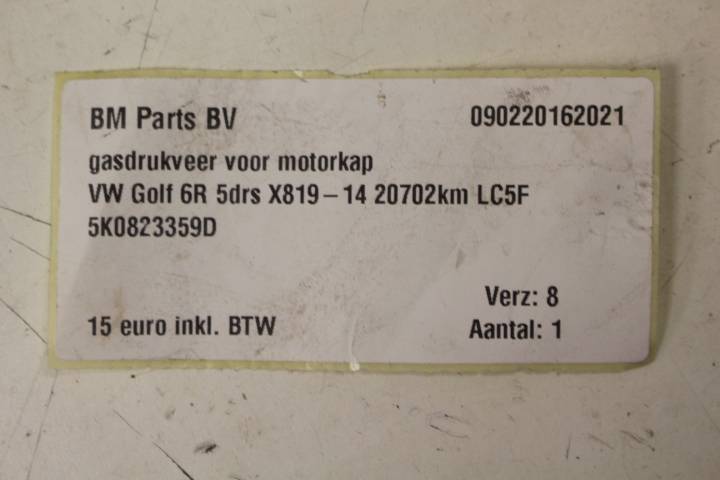 BM Parts BV 090220162021
gasdrukveer voor motorkap
VW Golf 6R 5drs X819-14 20702km LC5F
5K0823359D
Verz: 8
15 euro inkl. BTW Aantal: 1